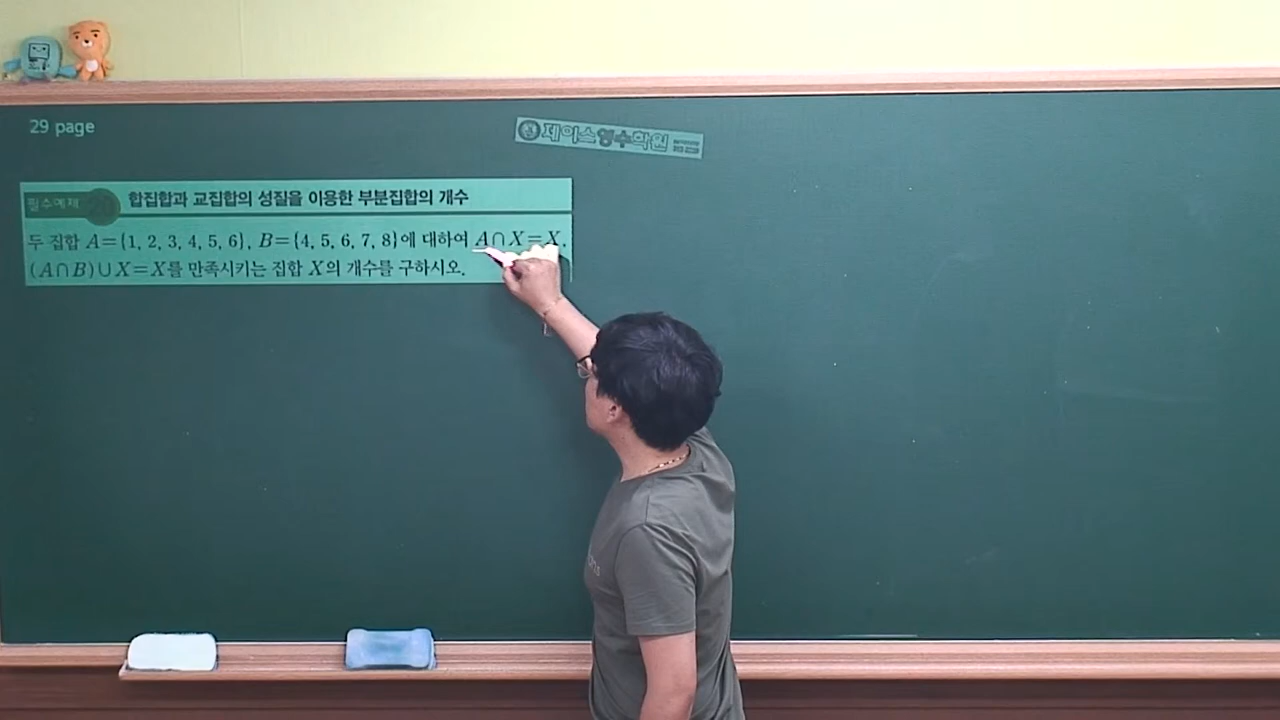 29 page
제이스영수학원
필수예제 20 합집합과 교집합의 성질을 이용한 부분집합의 개수
두 집합 A={1, 2, 3, 4, 5, 6}, B={4, 5, 6, 7, 8}에 대하여 A∩X=X,
(A∩B)∪X=X를 만족시키는 집합 X의 개수를 구하시오.